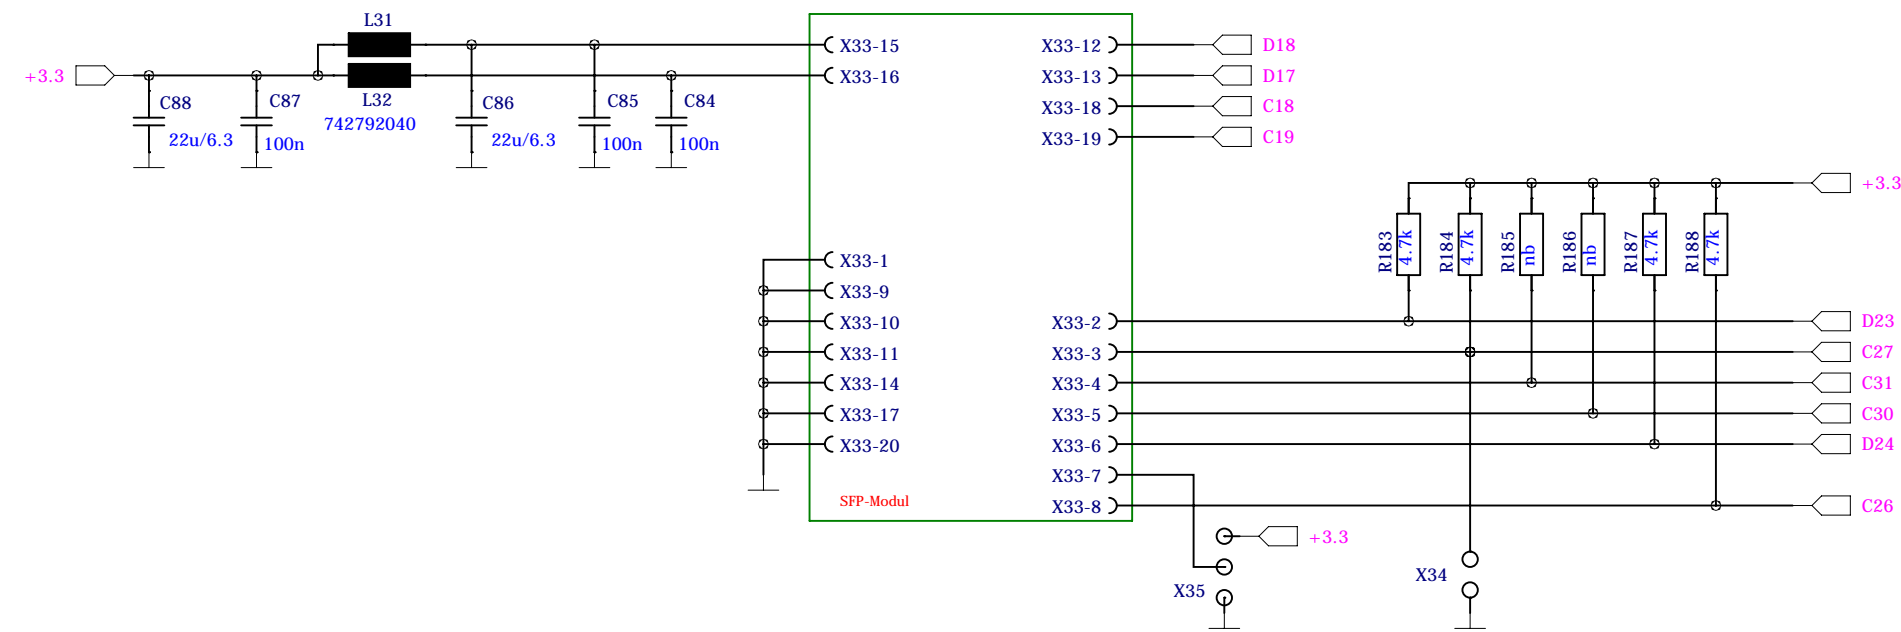 L31
+3.3
L32
742792040
C88
22u/6.3
C87
100n
C86
22u/6.3
C85
100n
C84
100n
X33-15
X33-16
X33-1
X33-9
X33-10
X33-11
X33-14
X33-17
X33-20
SFP-Modul
X33-12
X33-13
X33-18
X33-19
D18
D17
C18
C19
X33-2
X33-3
X33-4
X33-5
X33-6
X33-7
X33-8
+3.3
R183
4.7k
R184
4.7k
R185
nb
R186
nb
R187
4.7k
R188
4.7k
D23
C27
C31
C30
D24
C26
+3.3
X35
X34